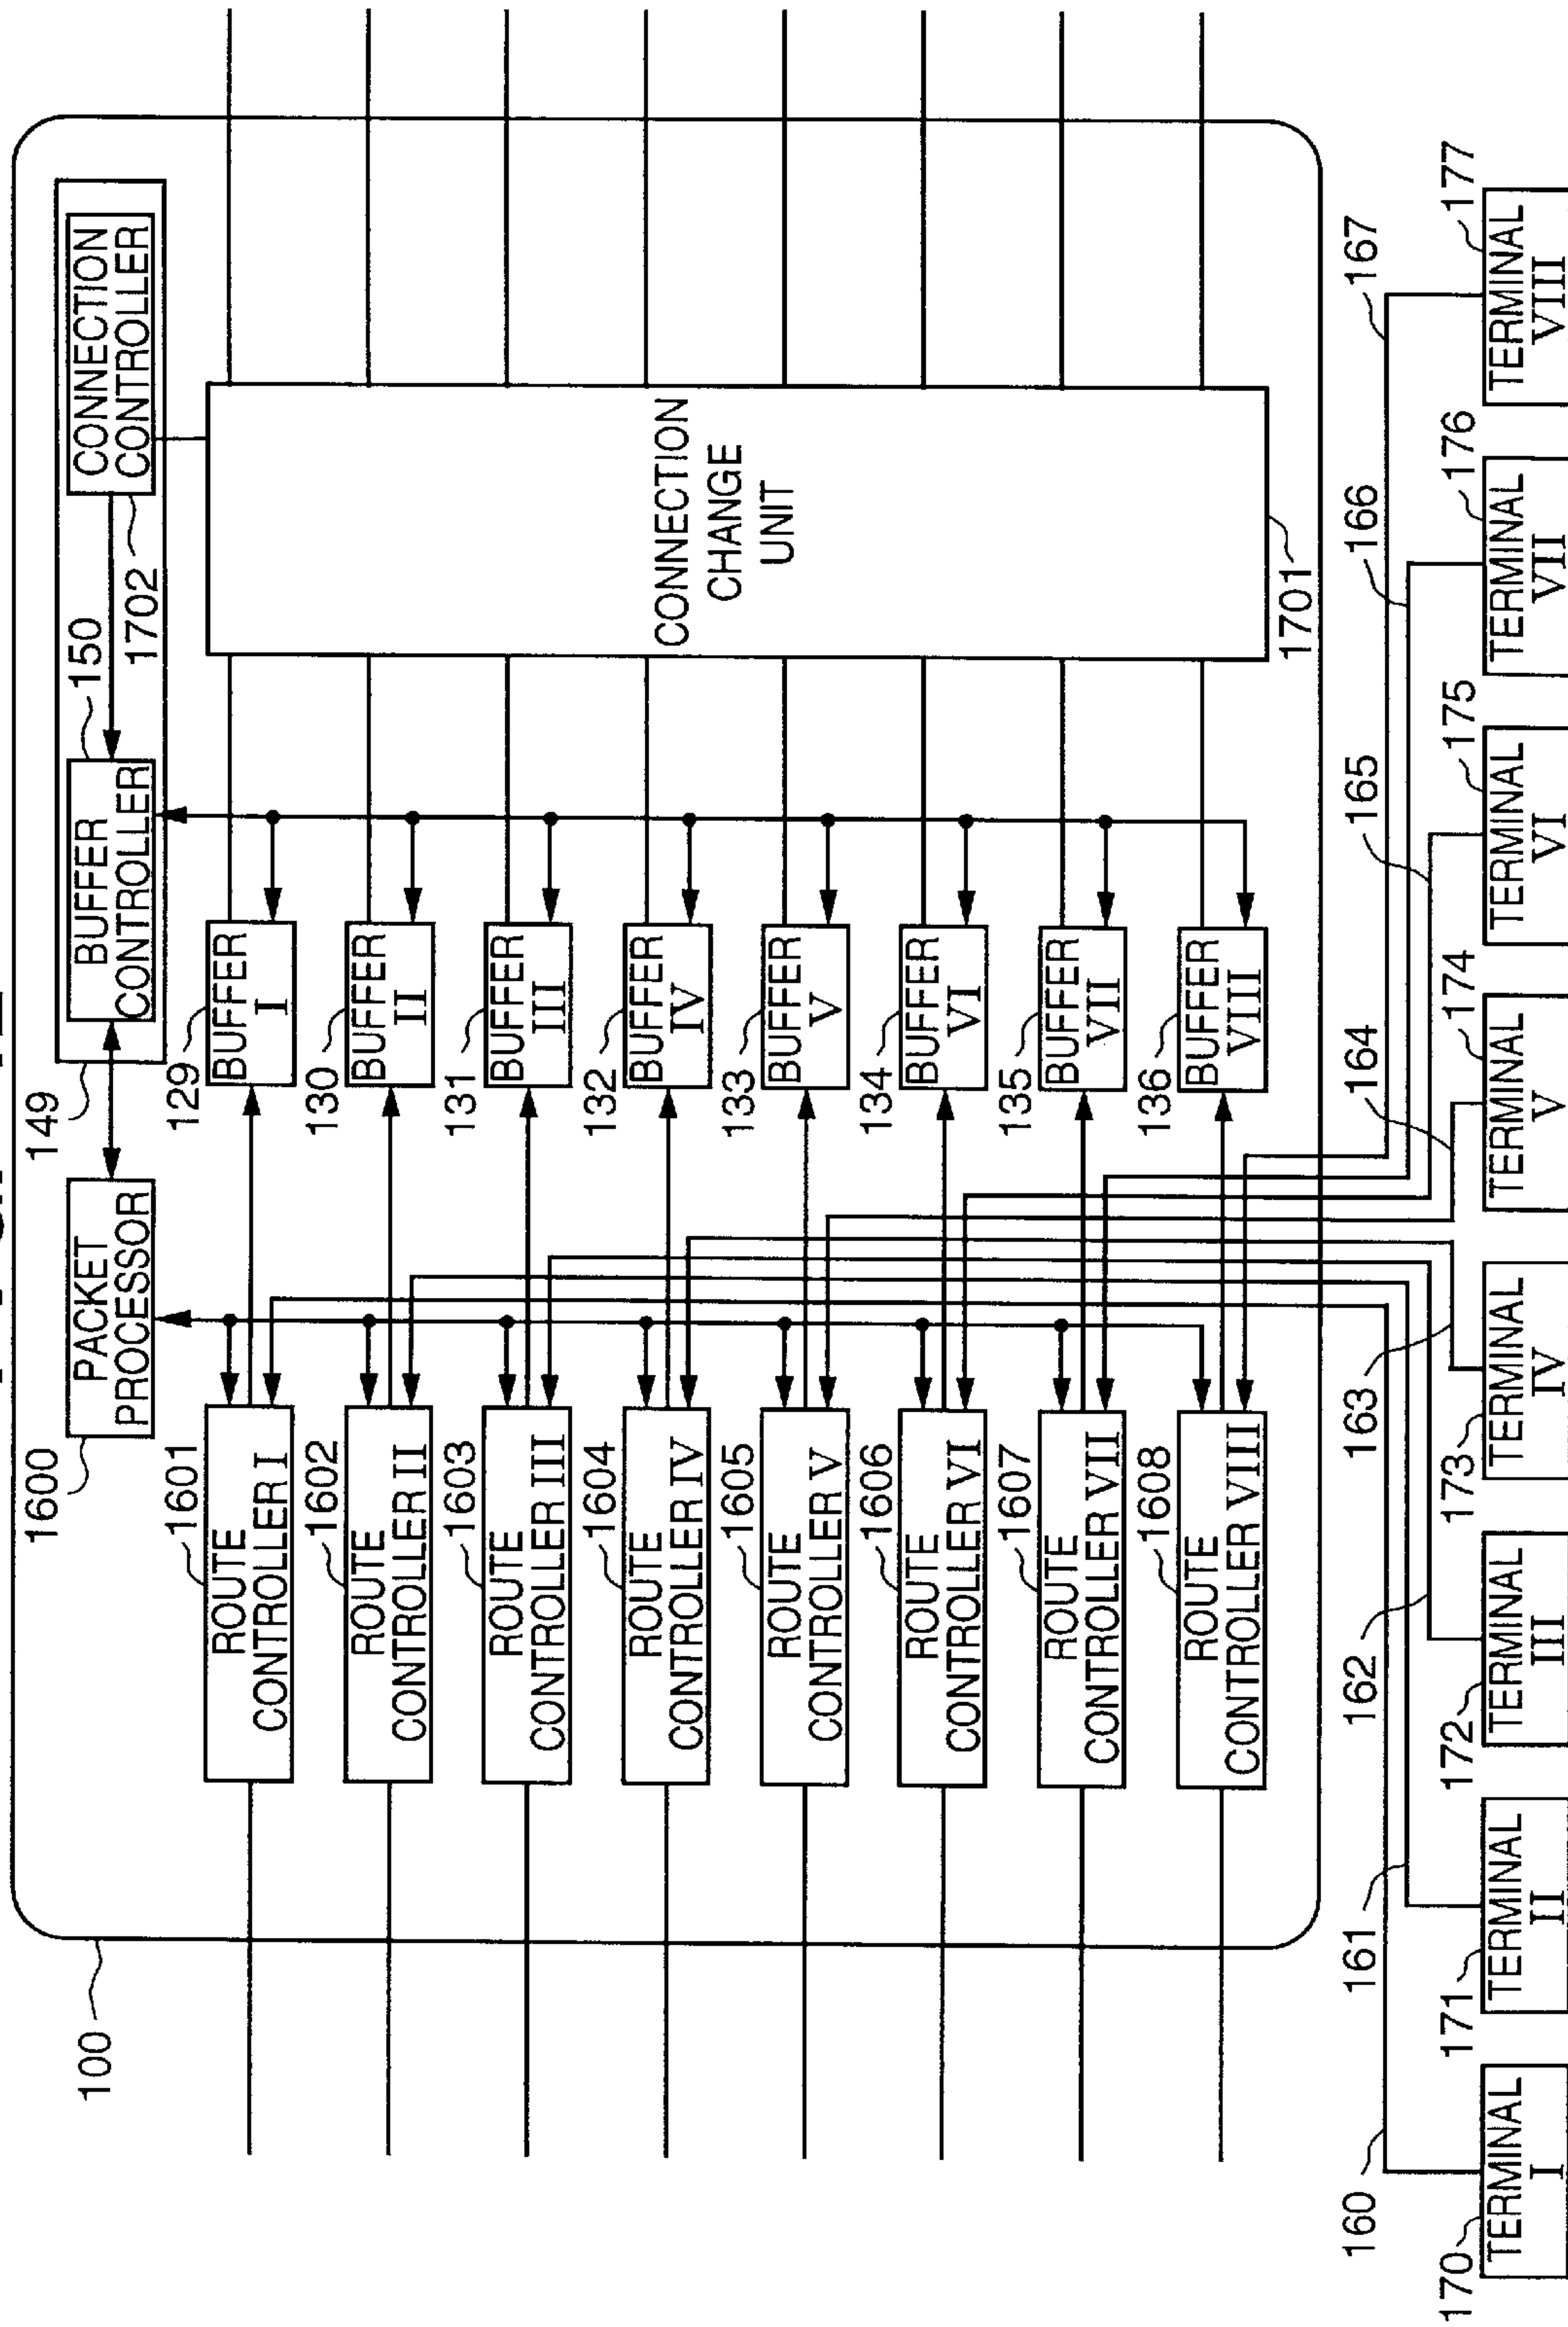 100
1600
PACKET
PROCESSOR
149
BUFFER
CONTROLLER
150
1702
CONNECTION
CONTROLLER
ROUTE
CONTROLLER I
1601
129
BUFFER
I
ROUTE
CONTROLLER II
1602
130
BUFFER
II
ROUTE
CONTROLLER III
1603
131
BUFFER
III
ROUTE
CONTROLLER IV
1604
132
BUFFER
IV
ROUTE
CONTROLLER V
1605
133
BUFFER
V
ROUTE
CONTROLLER VI
1606
134
BUFFER
VI
ROUTE
CONTROLLER VII
1607
135
BUFFER
VII
ROUTE
CONTROLLER VIII
1608
136
BUFFER
VIII
CONNECTION
CHANGE
UNIT
1701
160
161
162
163
164
165
166
167
170
TERMINAL
I
171
TERMINAL
II
172
TERMINAL
III
173
TERMINAL
IV
174
TERMINAL
V
175
TERMINAL
VI
176
TERMINAL
VII
177
TERMINAL
VIII